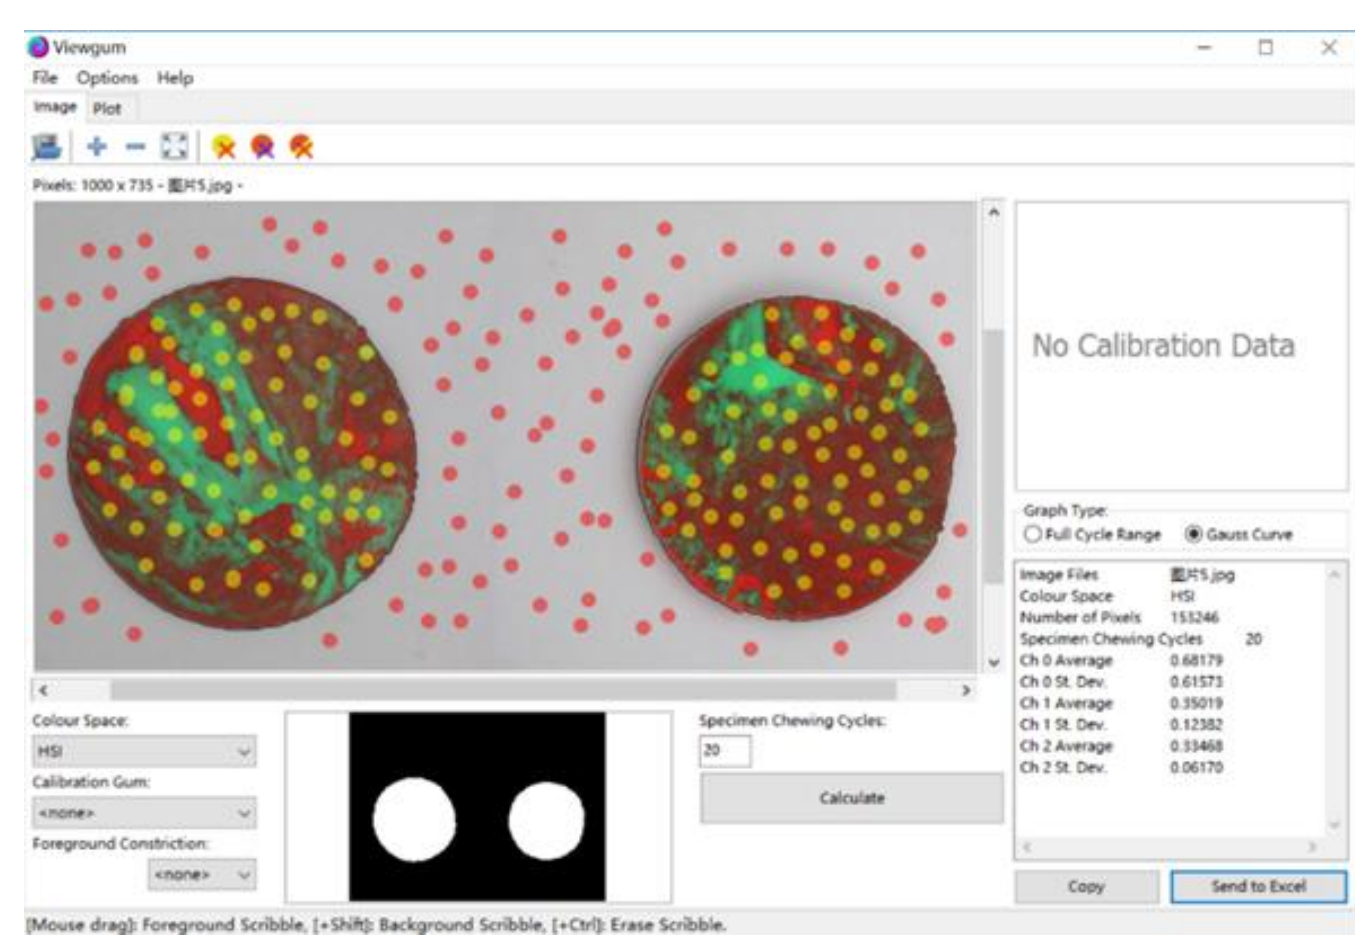 Viewgum
File Options Help
Image Plot
Pixels: 1000 x 735 - 图片5.jpg -
No Calibration Data
Graph Type:
Full Cycle Range Gauss Curve
Image Files 图片5.jpg
Colour Space HSI
Number of Pixels 153246
Specimen Chewing Cycles 20
Ch 0 Average 0.68179
Ch 0 St. Dev. 0.61573
Ch 1 Average 0.35019
Ch 1 St. Dev. 0.12382
Ch 2 Average 0.33468
Ch 2 St. Dev. 0.06170
Colour Space:
HSI
Calibration Gum:
<none>
Foreground Constriction:
<none>
Specimen Chewing Cycles:
20
Calculate
Copy Send to Excel
[Mouse drag]: Foreground Scribble, [+Shift]: Background Scribble, [+Ctrl]: Erase Scribble.